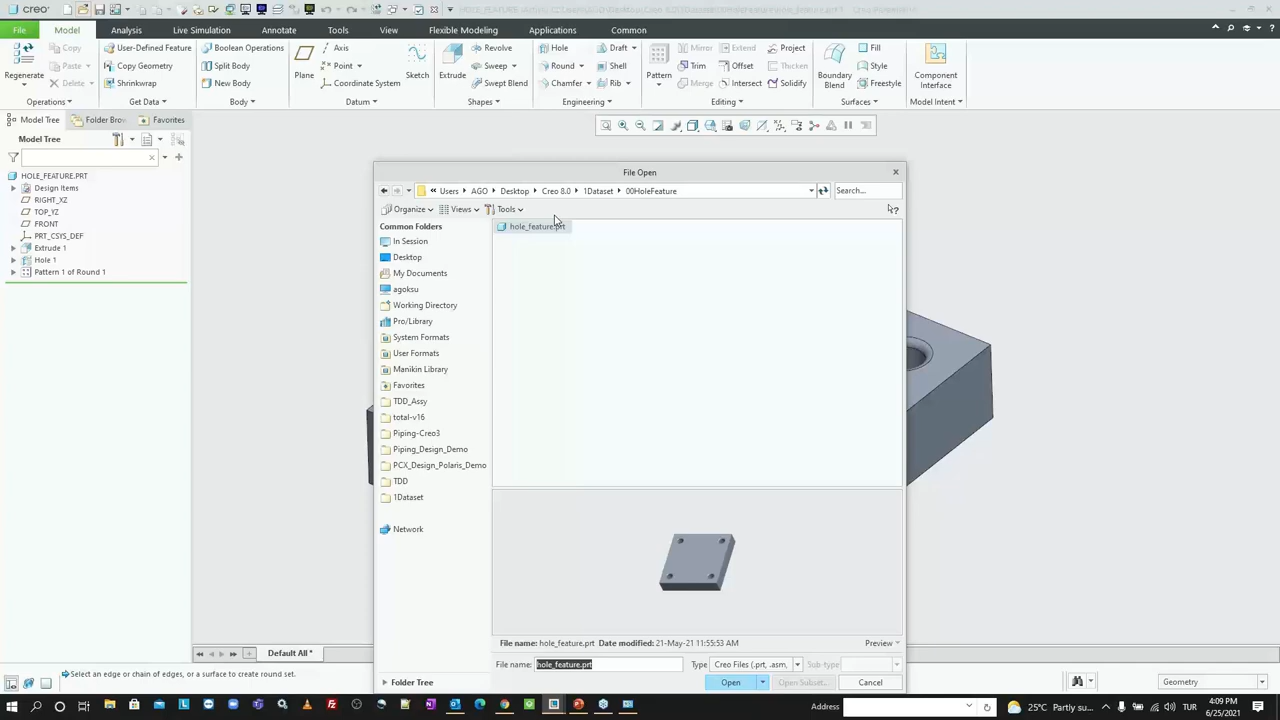 creo
File
Model
Analysis
Live Simulation
Annotate
Tools
View
Flexible Modeling
Applications
Common
Regenerate
Copy
Paste
Delete
User-Defined Feature
Copy Geometry
Shrinkwrap
Boolean Operations
Split Body
New Body
Plane
Axis
Point
Coordinate System
Sketch
Extrude
Revolve
Sweep
Swept Blend
Hole
Round
Chamfer
Draft
Shell
Rib
Pattern
Mirror
Trim
Merge
Extend
Offset
Intersect
Project
Thicken
Solidify
Boundary
Blend
Fill
Style
Freestyle
Component
Interface
Operations
Get Data
Body
Datum
Shapes
Engineering
Editing
Surfaces
Model Intent
Model Tree
Folder Brow
Favorites
Model Tree
HOLE_FEATURE.PRT
Design Items
RIGHT_XZ
TOP_YZ
FRONT
PRT_CSYS_DEF
Extrude 1
Hole 1
Pattern 1 of Round 1
File Open
Users
AGO
Desktop
Creo 8.0
1Dataset
00HoleFeature
Search...
Organize
Views
Tools
Common Folders
hole_feature.prt
In Session
Desktop
My Documents
agoksu
Working Directory
Pro/Library
System Formats
User Formats
Manikin Library
Favorites
TDD_Assy
total-v16
Piping-Creo3
Piping_Design_Demo
PCX_Design_Polaris_Demo
TDD
1Dataset
Network
File name: hole_feature.prt Date modified: 21-May-21 11:55:53 AM
Preview
File name: hole_feature.prt
Type Creo Files (.prt, .asm,
Sub-type
Folder Tree
Open
Open Subset...
Cancel
Default All *
Select an edge or chain of edges, or a surface to create round set.
Geometry
Address
25°C Partly su...
TUR
4:09 PM
6/25/2021